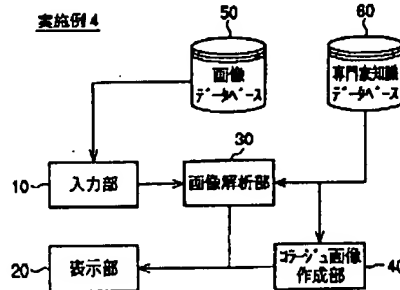 実施例4
50
60
画像
データベース
専門家知識
データベース
30
10
入力部
画像解析部
20
表示部
コラージュ画像
作成部
40